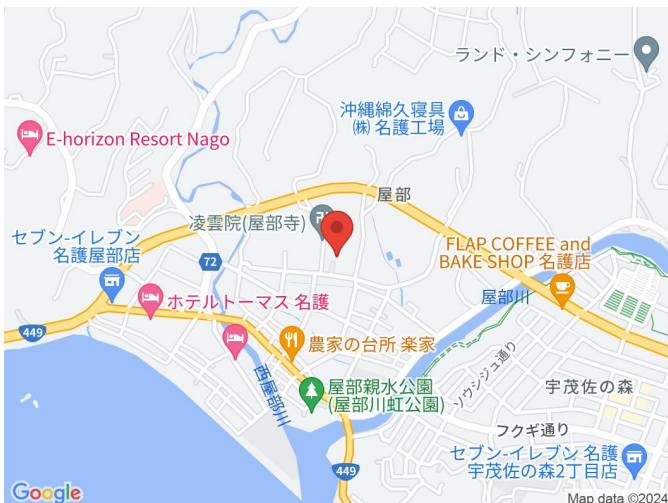 ランド・シンフォニー
沖縄綿久寝具
㈱ 名護工場
E-horizon Resort Nago
屋部
凌雲院(屋部寺)
セブン-イレブン
名護屋部店
72
FLAP COFFEE and
BAKE SHOP 名護店
屋部川
ホテルトーマス 名護
449
農家の台所 楽家
西屋部川
屋部親水公園
(屋部川虹公園)
ソウシジュ通り
宇茂佐の森
フクギ通り
449
セブン-イレブン 名護
宇茂佐の森2丁目店
Google
Map data ©2024